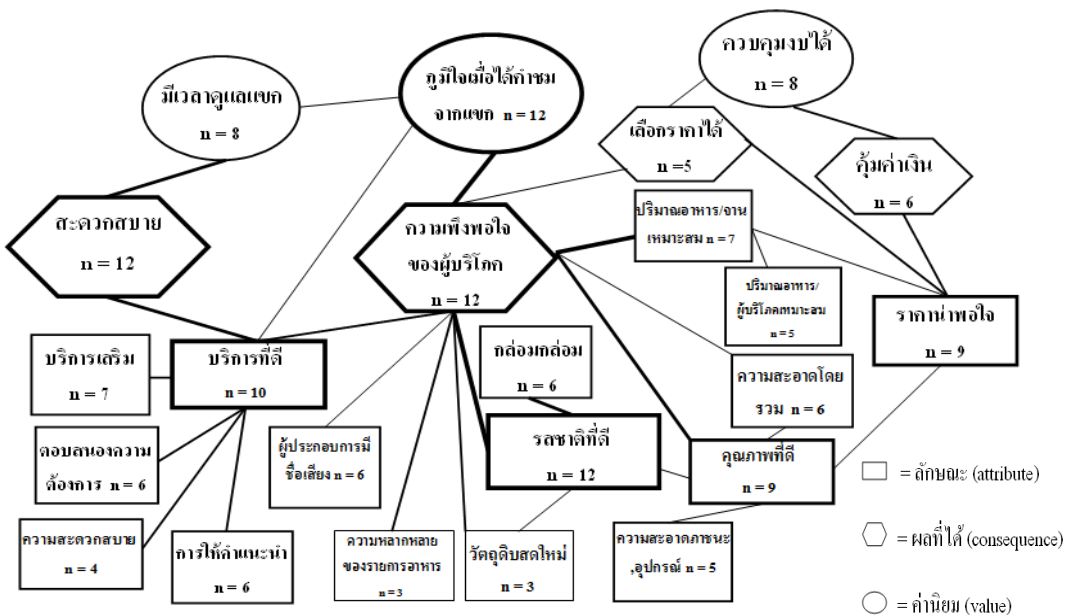 ควบคุมงบได้
n = 8
ภูมิใจเมื่อได้คำชม
จากแขก n = 12
มีเวลาดูแลแขก
n = 8
เลือกราคาได้
n =5
คุ้มค่าเงิน
n = 6
สะดวกสบาย
n = 12
ความพึงพอใจ
ของผู้บริโภก
n = 12
ปริมาณอาหาร/จาน
เหมาะสม n = 7
ปริมาณอาหาร/
ผู้บริโภคเหมาะสม
n = 5
ราคาน่าพอใจ
n = 9
บริการเสริม
n = 7
บริการที่ดี
n = 10
กล่อมกล่อม
n = 6
ความสะอาดโดย
รวม n = 6
ตอบสนองความ
ต้องการ n = 6
ผู้ประกอบการมี
ชื่อเสียง n = 6
รสชาติที่ดี
n = 12
คุณภาพที่ดี
n = 9
ความสะดวกสบาย
n = 4
การให้คำแนะนำ
n = 6
ความหลากหลาย
ของรายการอาหาร
n = 3
วัตถุดิบสดใหม่
n = 3
ความสะอาดภาชนะ
,อุปกรณ์ n = 5
= ลักษณะ (attribute)
= ผลที่ได้ (consequence)
= ค่านิยม (value)